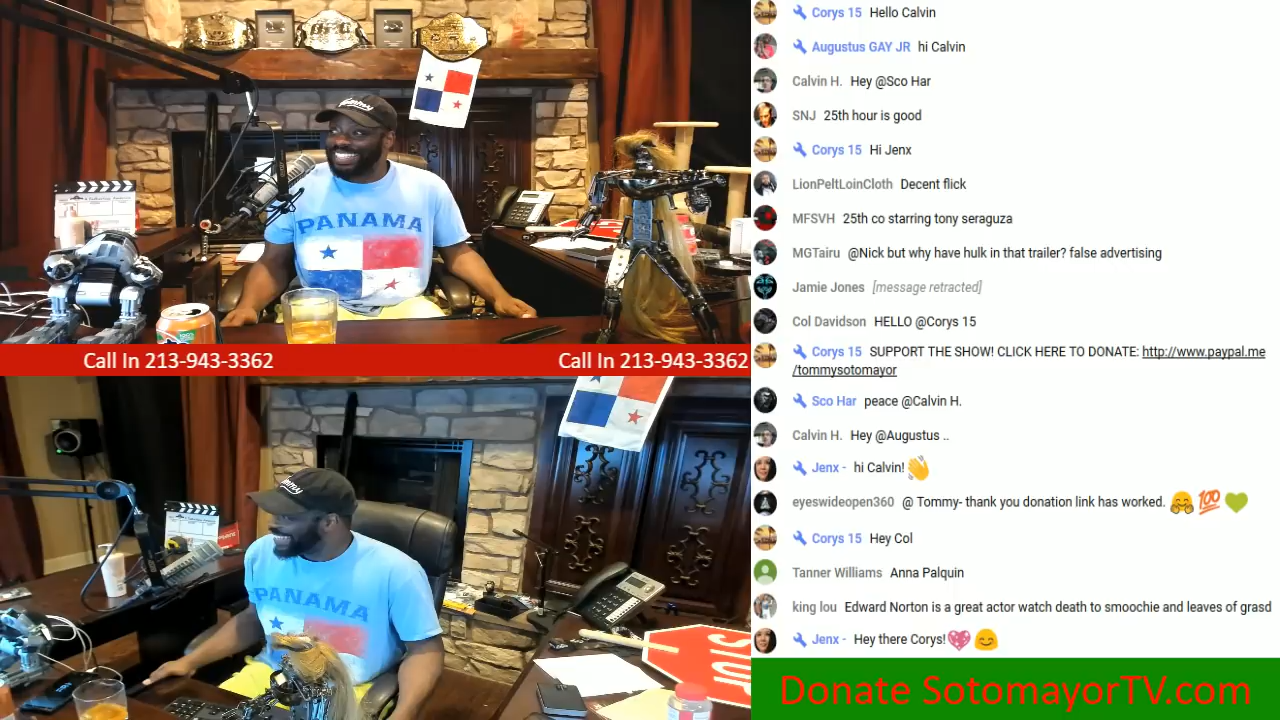 PANAMA
Call In 213-943-3362
Call In 213-943-3362
PANAMA
Corys 15 Hello Calvin
Augustus GAY JR hi Calvin
Calvin H. Hey @Sco Har
SNJ 25th hour is good
Corys 15 Hi Jenx
LionPeltLoinCloth Decent flick
MFSVH 25th co starring tony seraguza
MGTairu @Nick but why have hulk in that trailer? false advertising
Jamie Jones [message retracted]
Col Davidson HELLO @Corys 15
Corys 15 SUPPORT THE SHOW! CLICK HERE TO DONATE: http://www.paypal.me
/tommysotomayor
Sco Har peace @Calvin H.
Calvin H. Hey @Augustus ..
Jenx - hi Calvin! 👋
eyeswideopen360 @ Tommy- thank you donation link has worked. 🤗 💯 💚
Corys 15 Hey Col
Tanner Williams Anna Palquin
king lou Edward Norton is a great actor watch death to smoochie and leaves of grasd
Jenx - Hey there Corys! 💖 😊
Donate SotomayorTV.com